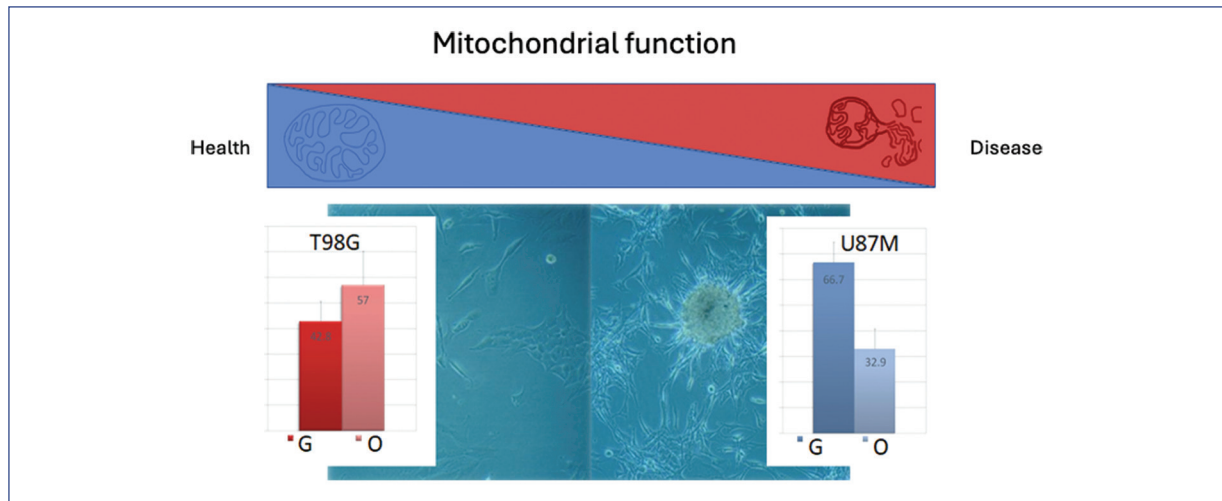 Mitochondrial function
Health
Disease
T98G
57
G O
U87M
66.7
32.9
G O